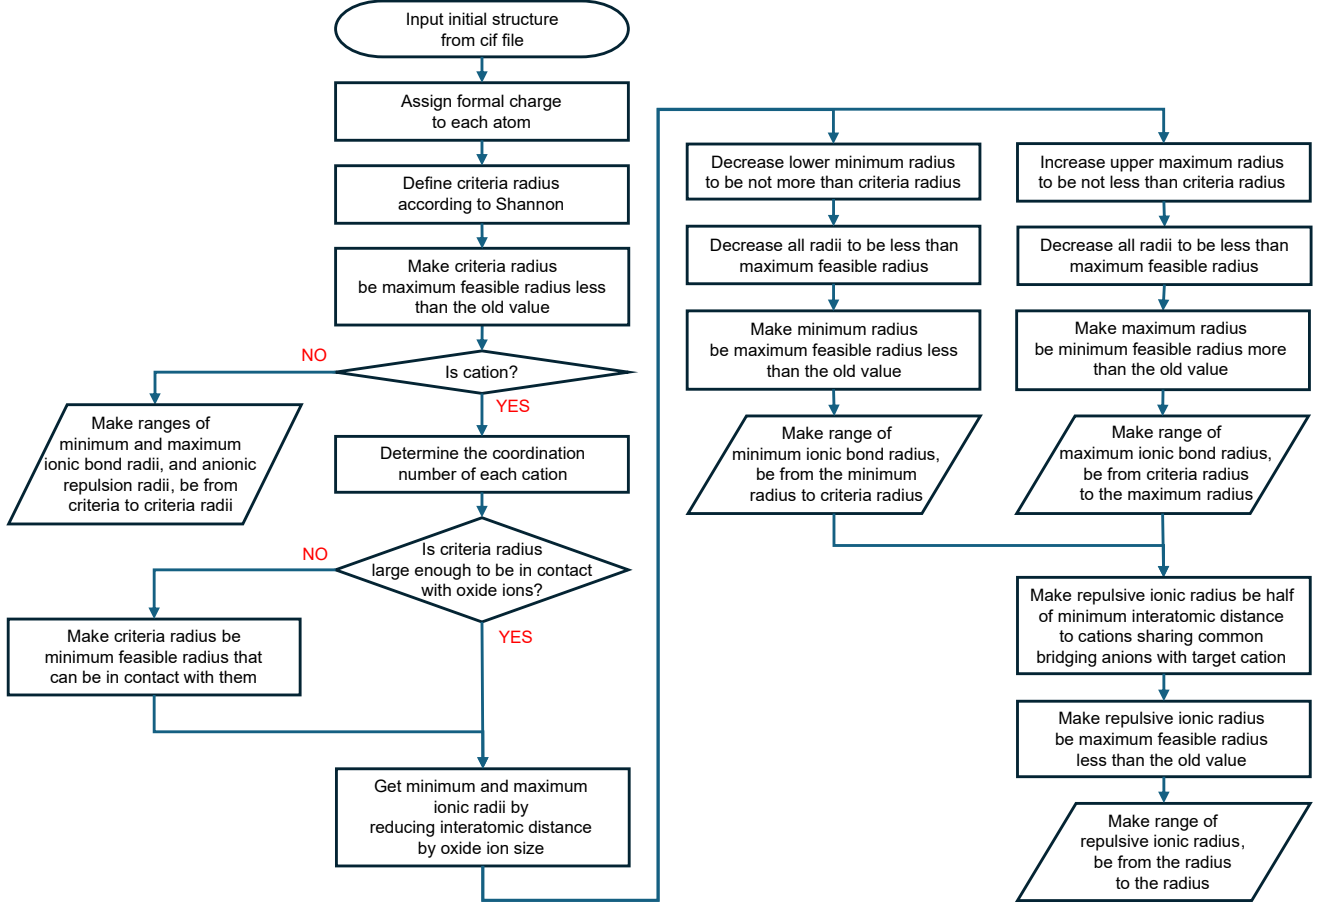 Input initial structure
from cif file
Assign formal charge
to each atom
Define criteria radius
according to Shannon
Make criteria radius
be maximum feasible radius less
than the old value
Is cation?
NO
YES
Make ranges of
minimum and maximum
ionic bond radii, and anionic
repulsion radii, be from
criteria to criteria radii
Determine the coordination
number of each cation
Is criteria radius
large enough to be in contact
with oxide ions?
NO
YES
Make criteria radius be
minimum feasible radius that
can be in contact with them
Get minimum and maximum
ionic radii by
reducing interatomic distance
by oxide ion size
Decrease lower minimum radius
to be not more than criteria radius
Decrease all radii to be less than
maximum feasible radius
Make minimum radius
be maximum feasible radius less
than the old value
Make range of
minimum ionic bond radius,
be from the minimum
radius to criteria radius
Increase upper maximum radius
to be not less than criteria radius
Decrease all radii to be less than
maximum feasible radius
Make maximum radius
be minimum feasible radius more
than the old value
Make range of
maximum ionic bond radius,
be from criteria radius
to the maximum radius
Make repulsive ionic radius be half
of minimum interatomic distance
to cations sharing common
bridging anions with target cation
Make repulsive ionic radius
be maximum feasible radius
less than the old value
Make range of
repulsive ionic radius,
be from the radius
to the radius